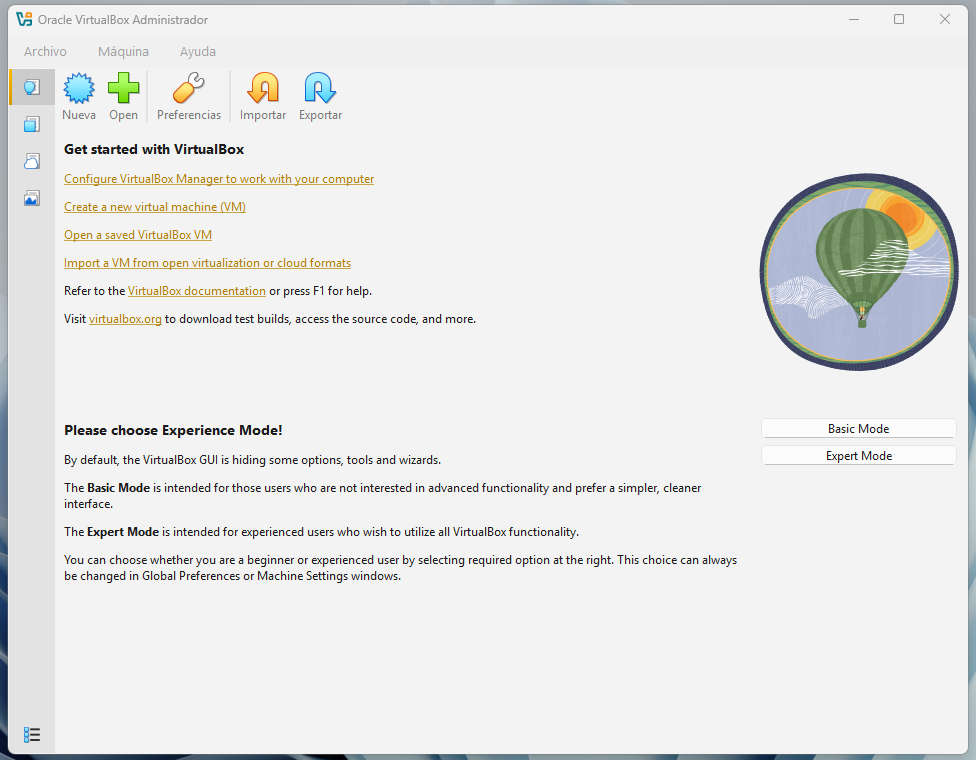 Oracle VirtualBox Administrador
Archivo Máquina Ayuda
Nueva Open Preferencias Importar Exportar
Get started with VirtualBox
Configure VirtualBox Manager to work with your computer
Create a new virtual machine (VM)
Open a saved VirtualBox VM
Import a VM from open virtualization or cloud formats
Refer to the VirtualBox documentation or press F1 for help.
Visit virtualbox.org to download test builds, access the source code, and more.
Please choose Experience Mode!
By default, the VirtualBox GUI is hiding some options, tools and wizards.
The Basic Mode is intended for those users who are not interested in advanced functionality and prefer a simpler, cleaner
interface.
The Expert Mode is intended for experienced users who wish to utilize all VirtualBox functionality.
You can choose whether you are a beginner or experienced user by selecting required option at the right. This choice can always
be changed in Global Preferences or Machine Settings windows.
Basic Mode
Expert Mode